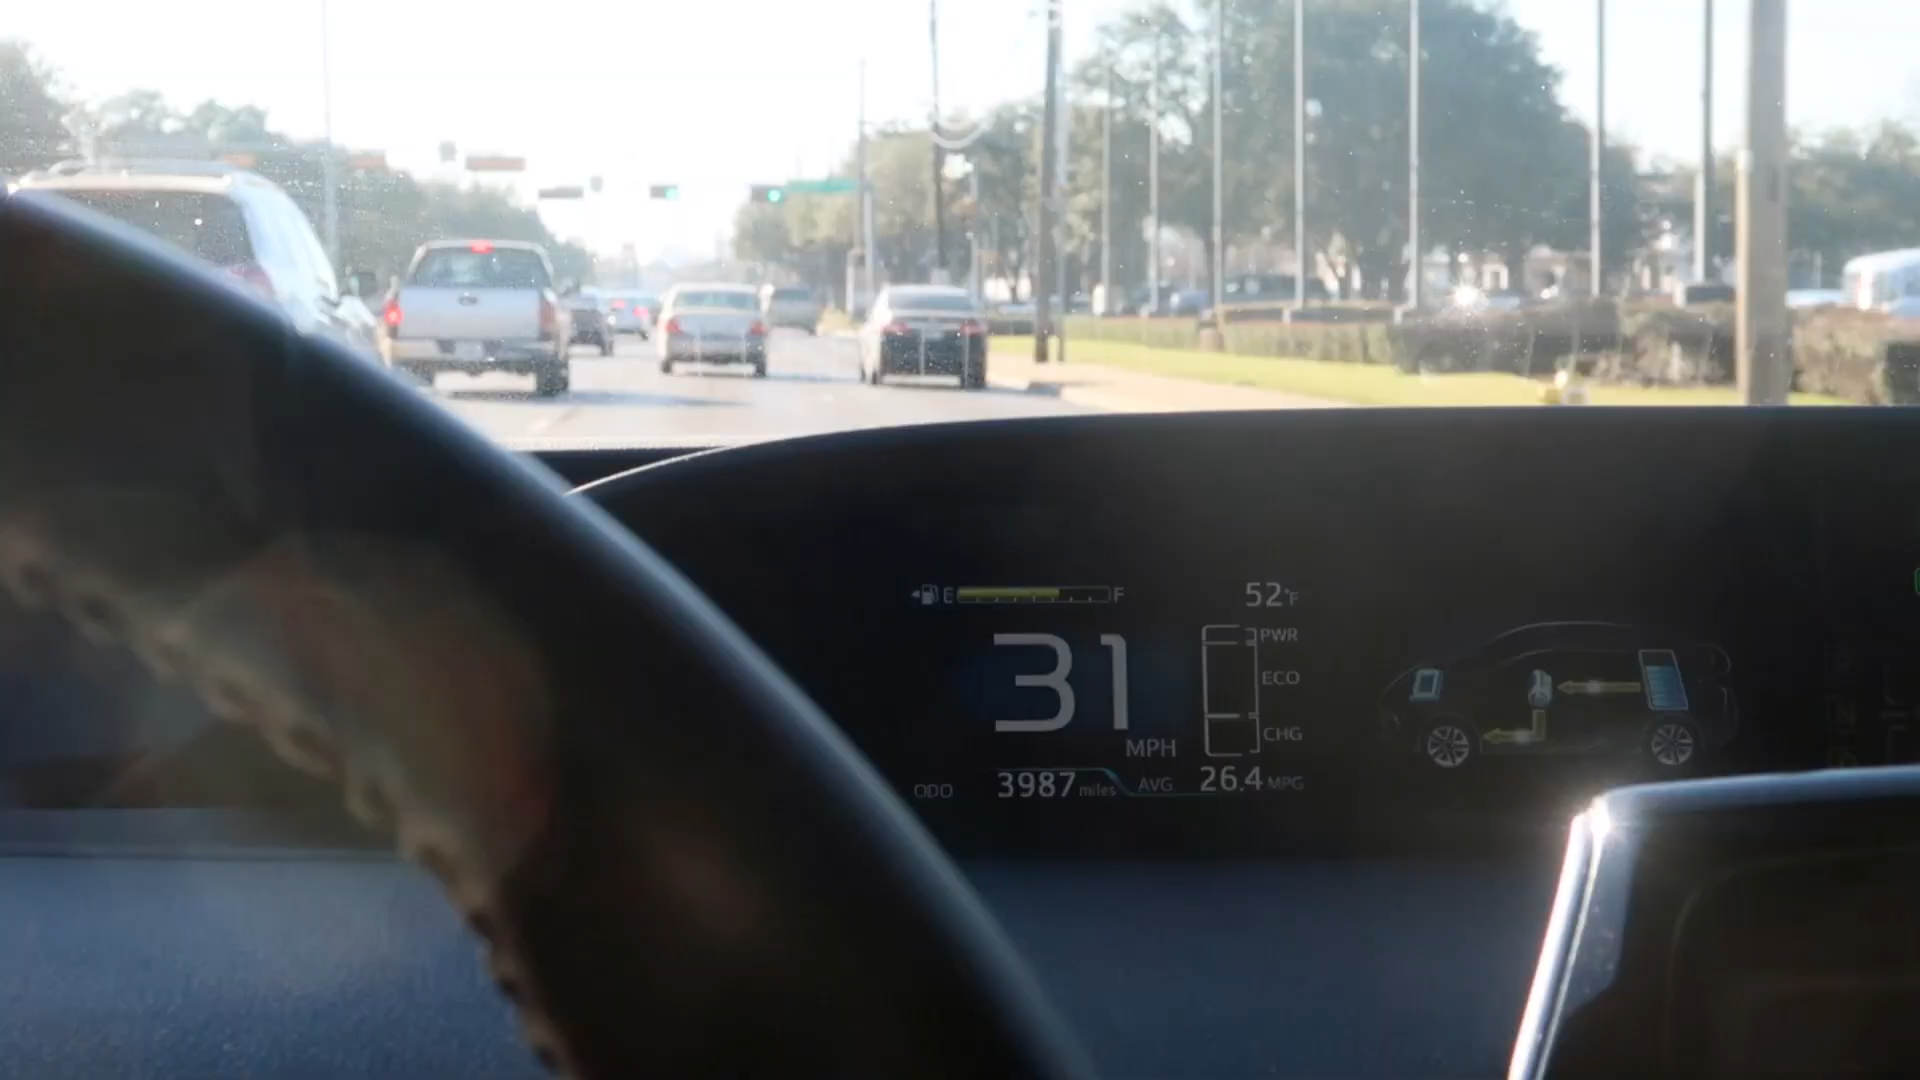 E F 52°F
31 MPH
PWR
ECO
CHG
ODO 3987 miles AVG 26.4 MPG